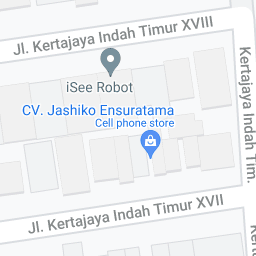 Jl. Kertajaya Indah Timur XVIII
iSee Robot
CV. Jashiko Ensuratama
Cell phone store
Kertajaya Indah Tim.
Jl. Kertajaya Indah Timur XVII